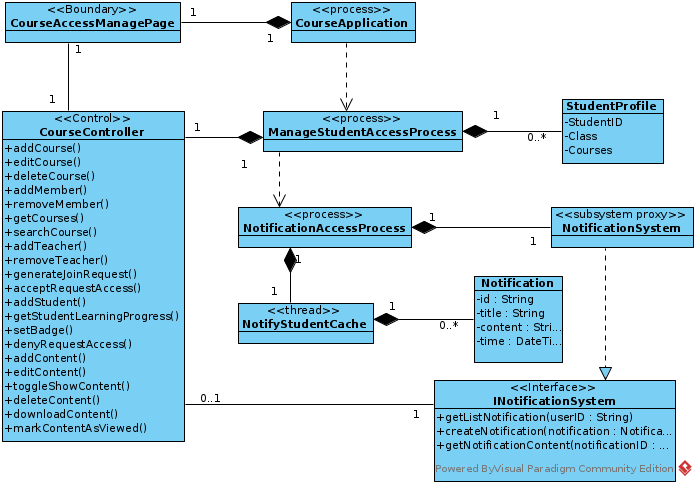 <<Boundary>>
CourseAccessManagePage
1
1
<<process>>
CourseApplication
1
1
<<Control>>
CourseController
+addCourse()
+editCourse()
+deleteCourse()
+addMember()
+removeMember()
+getCourses()
+searchCourse()
+addTeacher()
+removeTeacher()
+generateJoinRequest()
+acceptRequestAccess()
+addStudent()
+getStudentLearningProgress()
+setBadge()
+denyRequestAccess()
+addContent()
+editContent()
+toggleShowContent()
+deleteContent()
+downloadContent()
+markContentAsViewed()
1
1
<<process>>
ManageStudentAccessProcess
1
0..*
StudentProfile
-StudentID
-Class
-Courses
<<process>>
NotificationAccessProcess
1
1
<<subsystem proxy>>
NotificationSystem
1
1
<<thread>>
NotifyStudentCache
1
0..*
Notification
-id : String
-title : String
-content : Stri...
-time : DateTi...
0..1
1
<<Interface>>
INotificationSystem
+getListNotification(userID : String)
+createNotification(notification : Notifica...
+getNotificationContent(notificationID : ...
Powered ByVisual Paradigm Community Edition